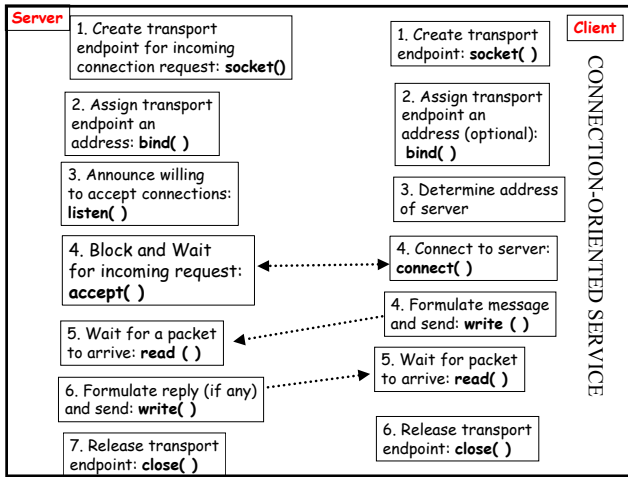 Server
1. Create transport
endpoint for incoming
connection request: socket()
2. Assign transport
endpoint an
address: bind( )
3. Announce willing
to accept connections:
listen( )
4. Block and Wait
for incoming request:
accept( )
5. Wait for a packet
to arrive: read ( )
6. Formulate reply (if any)
and send: write( )
7. Release transport
endpoint: close( )
Client
1. Create transport
endpoint: socket( )
2. Assign transport
endpoint an
address (optional):
bind( )
3. Determine address
of server
4. Connect to server:
connect( )
4. Formulate message
and send: write ( )
5. Wait for packet
to arrive: read( )
6. Release transport
endpoint: close( )
CONNECTION-ORIENTED SERVICE